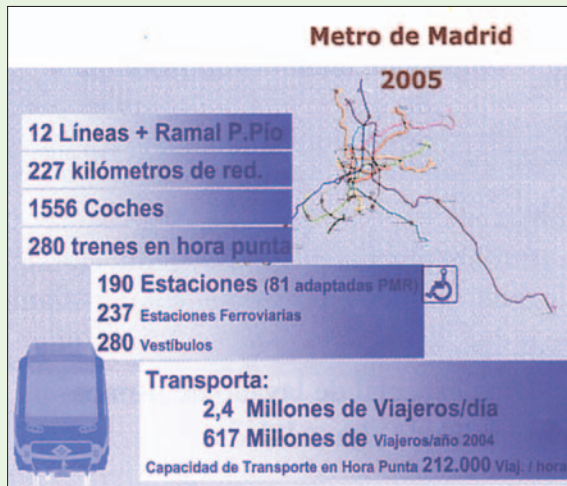 Metro de Madrid
2005
12 Líneas + Ramal P.Pío
227 kilómetros de red.
1556 Coches
280 trenes en hora punta
190 Estaciones (81 adaptadas PMR)
237 Estaciones Ferroviarias
280 Vestíbulos
Transporta:
2,4 Millones de Viajeros/día
617 Millones de Viajeros/año 2004
Capacidad de Transporte en Hora Punta 212.000 Viaj. / hora